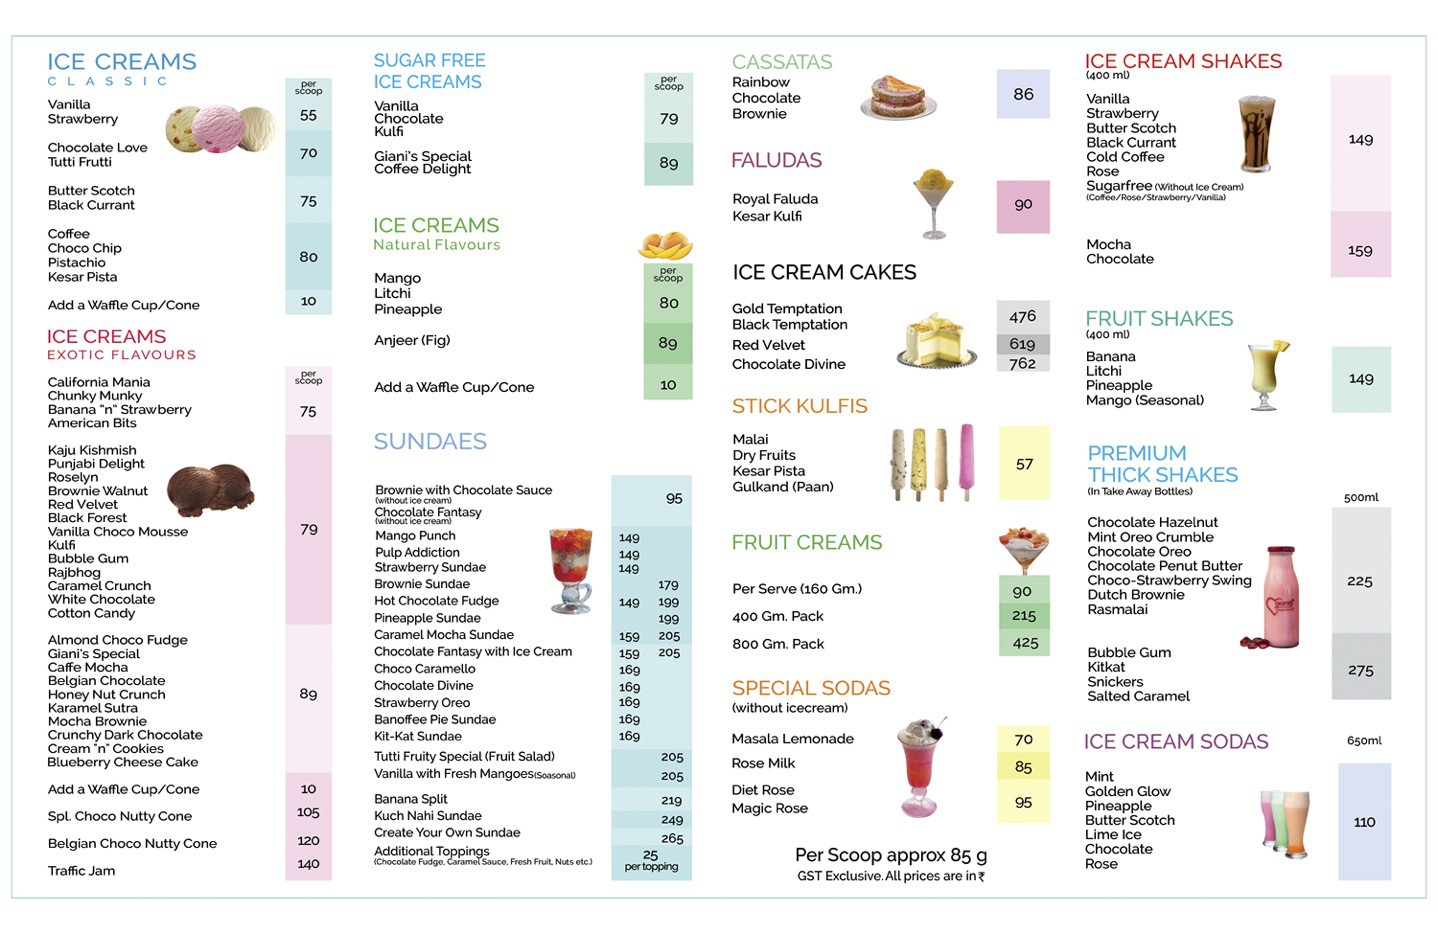 ICE CREAMS
CLASSIC
per
scoop
Vanilla
Strawberry
55
Chocolate Love
Tutti Frutti
70
Butter Scotch
Black Currant
75
Coffee
Choco Chip
Pistachio
Kesar Pista
80
Add a Waffle Cup/Cone 10
ICE CREAMS
EXOTIC FLAVOURS
per
scoop
California Mania
Chunky Munky
Banana "n" Strawberry
American Bits
75
Kaju Kishmish
Punjabi Delight
Roselyn
Brownie Walnut
Red Velvet
Black Forest
Vanilla Choco Mousse
Kulfi
Bubble Gum
Rajbhog
Caramel Crunch
White Chocolate
Cotton Candy
79
Almond Choco Fudge
Giani's Special
Caffe Mocha
Belgian Chocolate
Honey Nut Crunch
Karamel Sutra
Mocha Brownie
Crunchy Dark Chocolate
Cream "n" Cookies
Blueberry Cheese Cake
89
Add a Waffle Cup/Cone 10
Spl. Choco Nutty Cone 105
Belgian Choco Nutty Cone 120
Traffic Jam 140
SUGAR FREE
ICE CREAMS
per
scoop
Vanilla
Chocolate
Kulfi
79
Giani's Special
Coffee Delight
89
ICE CREAMS
Natural Flavours
per
scoop
Mango
Litchi
Pineapple
80
Anjeer (Fig) 89
Add a Waffle Cup/Cone 10
SUNDAES
Brownie with Chocolate Sauce
(without ice cream)
95
Chocolate Fantasy
(without ice cream)
Mango Punch 149
Pulp Addiction 149
Strawberry Sundae 149
Brownie Sundae 179
Hot Chocolate Fudge 149 199
Pineapple Sundae 199
Caramel Mocha Sundae 159 205
Chocolate Fantasy with Ice Cream 159 205
Choco Caramello 169
Chocolate Divine 169
Strawberry Oreo 169
Banoffee Pie Sundae 169
Kit-Kat Sundae 169
Tutti Fruity Special (Fruit Salad) 205
Vanilla with Fresh Mangoes(Soasonal) 205
Banana Split 219
Kuch Nahi Sundae 249
Create Your Own Sundae 265
Additional Toppings 25
(Chocolate Fudge, Caramel Sauce, Fresh Fruit, Nuts etc.) per topping
CASSATAS
Rainbow
Chocolate
Brownie
86
FALUDAS
Royal Faluda
Kesar Kulfi
90
ICE CREAM CAKES
Gold Temptation
Black Temptation
476
Red Velvet 619
Chocolate Divine 762
STICK KULFIS
Malai
Dry Fruits
Kesar Pista
Gulkand (Paan)
57
FRUIT CREAMS
Per Serve (160 Gm.) 90
400 Gm. Pack 215
800 Gm. Pack 425
SPECIAL SODAS
(without icecream)
Masala Lemonade 70
Rose Milk 85
Diet Rose
Magic Rose
95
Per Scoop approx 85 g
GST Exclusive. All prices are in ₹
ICE CREAM SHAKES
(400 ml)
Vanilla
Strawberry
Butter Scotch
Black Currant
Cold Coffee
Rose
Sugarfree (Without Ice Cream)
(Coffee/Rose/Strawberry/Vanilla)
149
Mocha
Chocolate
159
FRUIT SHAKES
(400 ml)
Banana
Litchi
Pineapple
Mango (Seasonal)
149
PREMIUM
THICK SHAKES
(In Take Away Bottles)
500ml
Chocolate Hazelnut
Mint Oreo Crumble
Chocolate Oreo
Chocolate Penut Butter
Choco-Strawberry Swing
Dutch Brownie
Rasmalai
225
Bubble Gum
Kitkat
Snickers
Salted Caramel
275
ICE CREAM SODAS
650ml
Mint
Golden Glow
Pineapple
Butter Scotch
Lime Ice
Chocolate
Rose
110